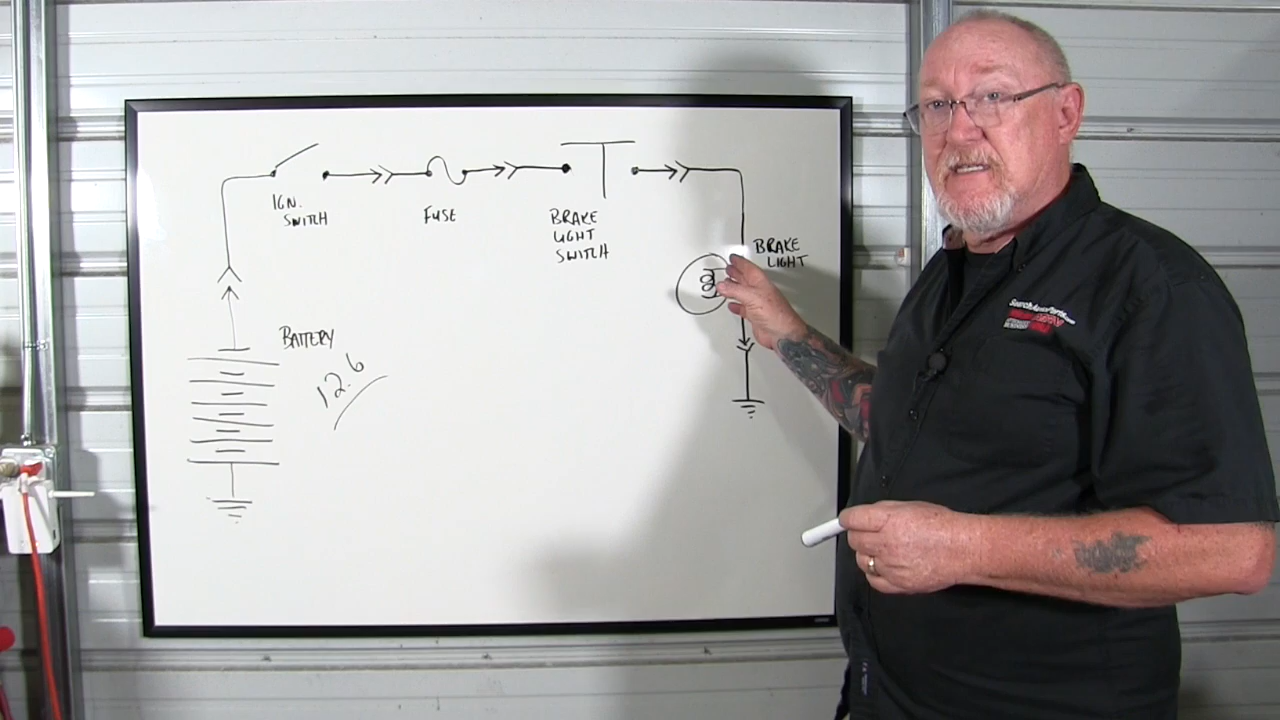 IGN.
SWITCH
FUSE
BRAKE
LIGHT
SWITCH
BRAKE
LIGHT
BATTERY
12.6